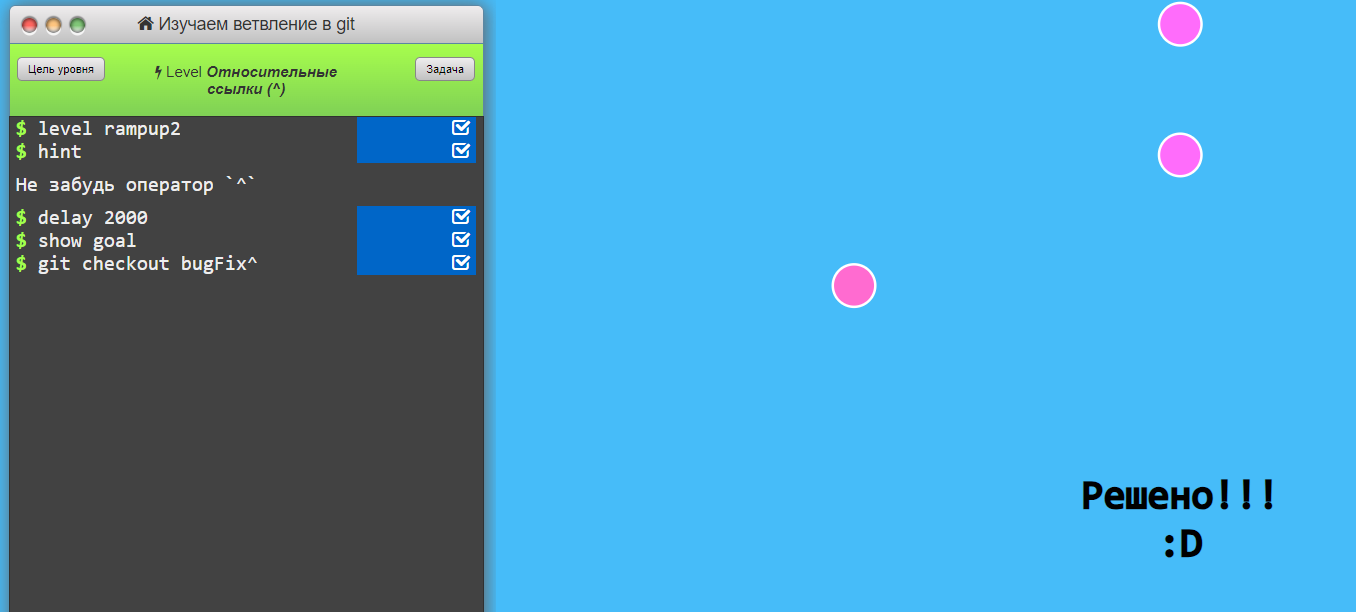 Изучаем ветвление в git
Цель уровня
Level Относительные
ссылки (^)
Задача
$ level rampup2
$ hint
Не забудь оператор `^`
$ delay 2000
$ show goal
$ git checkout bugFix^
Решено!!!
:D